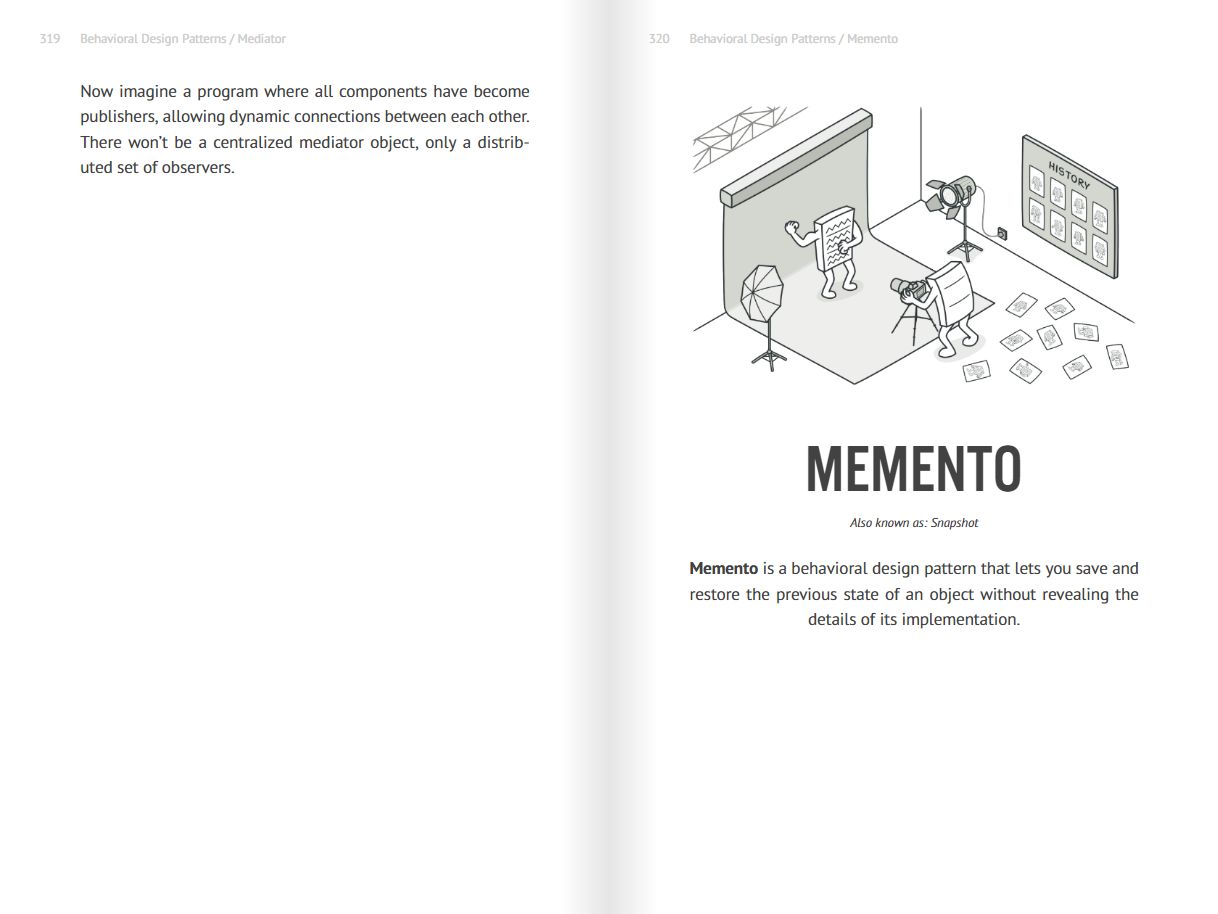 319 Behavioral Design Patterns / Mediator
Now imagine a program where all components have become
publishers, allowing dynamic connections between each other.
There won’t be a centralized mediator object, only a distrib-
uted set of observers.
320 Behavioral Design Patterns / Memento
HISTORY
MEMENTO
Also known as: Snapshot
Memento is a behavioral design pattern that lets you save and
restore the previous state of an object without revealing the
details of its implementation.